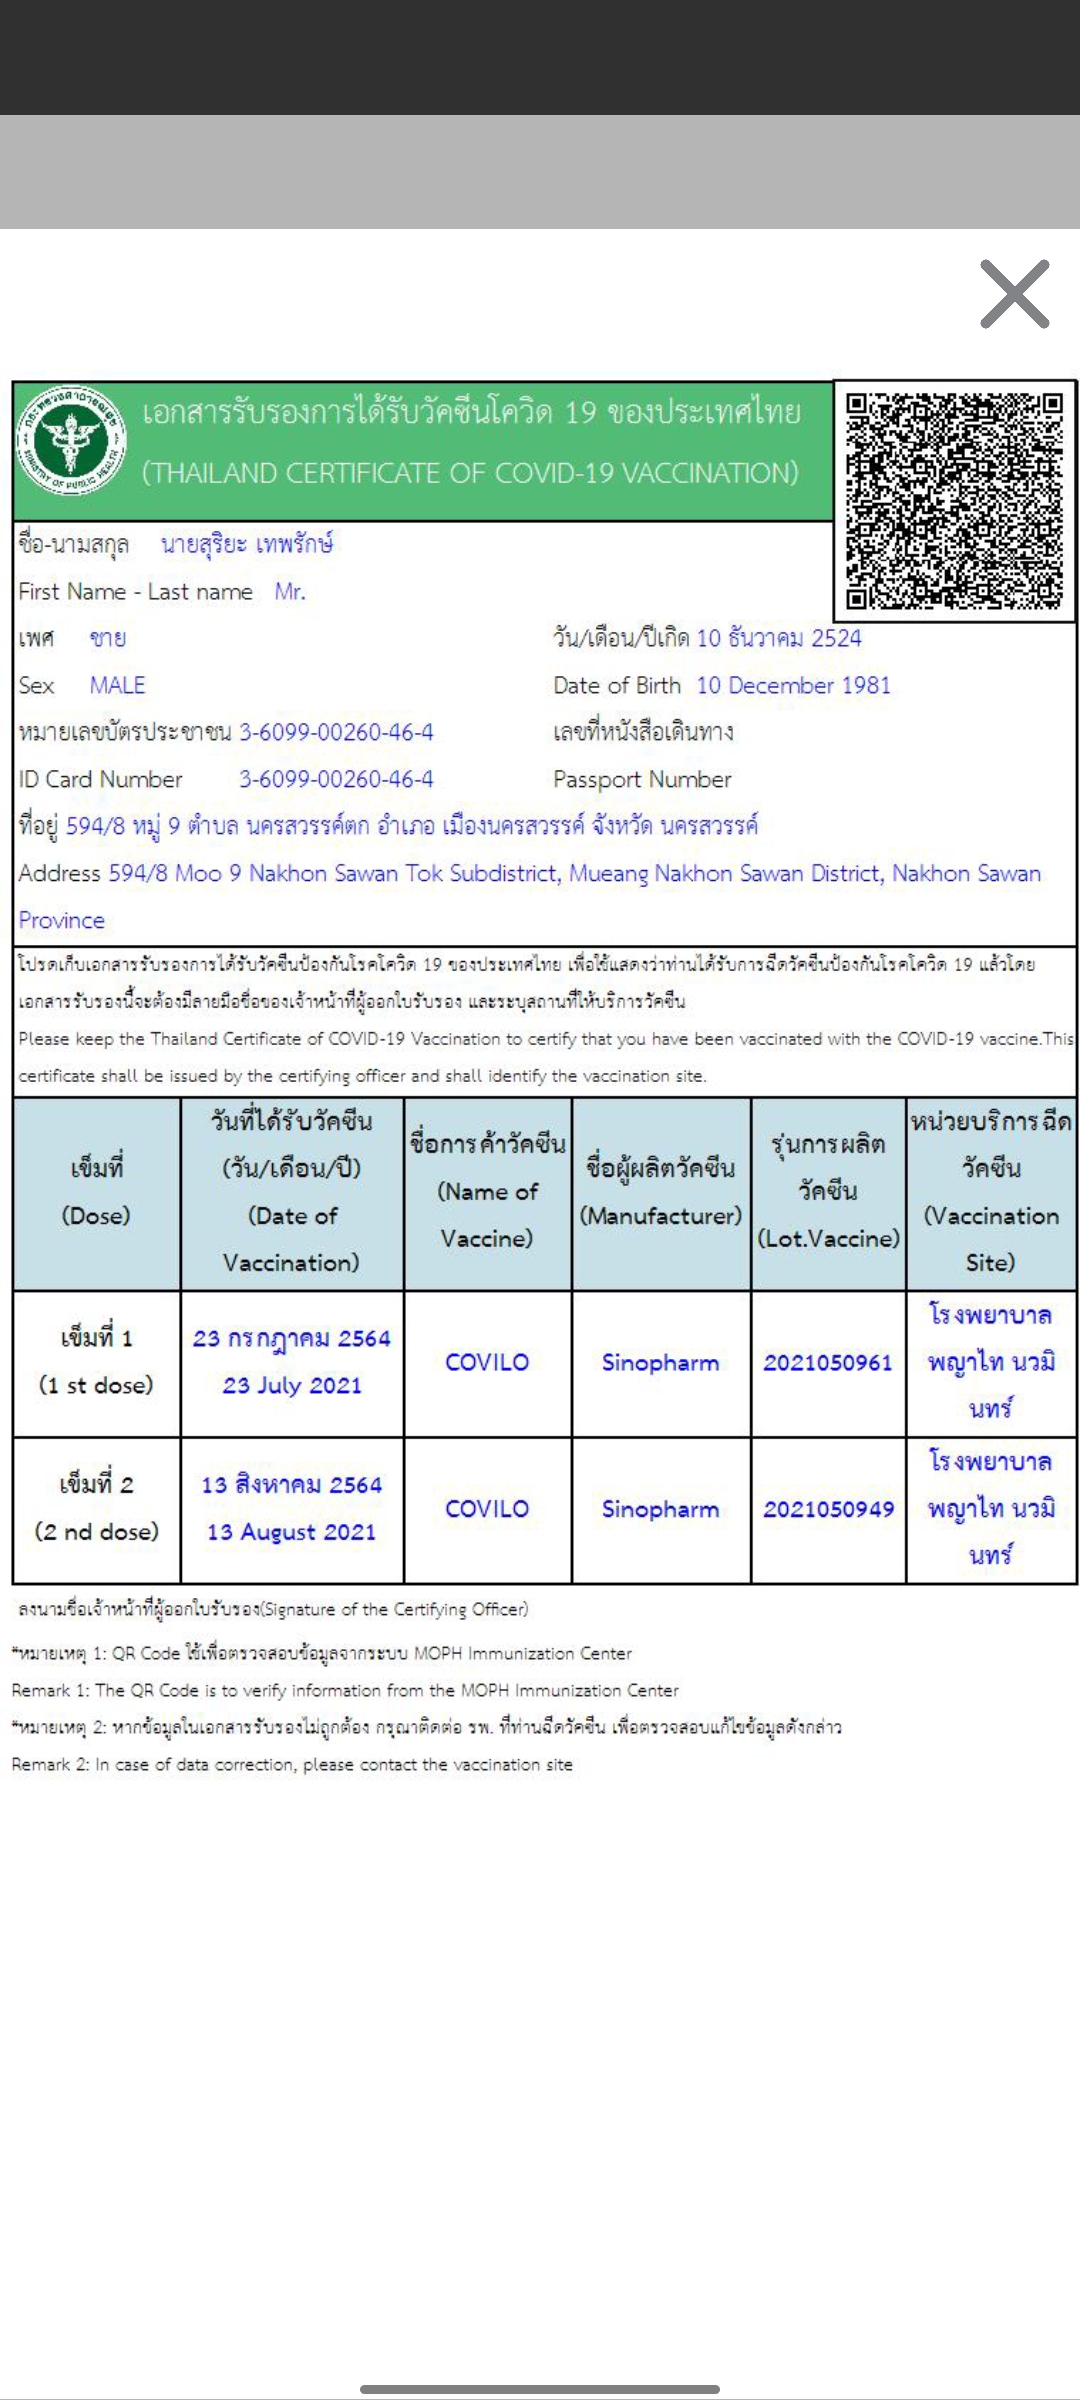 เอกสารรับรองการได้รับวัคซีนโควิด 19 ของประเทศไทย
(THAILAND CERTIFICATE OF COVID-19 VACCINATION)
กระทรวงสาธารณสุข
MINISTRY OF PUBLIC HEALTH
ชื่อ-นามสกุล นายสุริยะ เทพรักษ์
First Name - Last name Mr.
เพศ ชาย วัน/เดือน/ปีเกิด 10 ธันวาคม 2524
Sex MALE Date of Birth 10 December 1981
หมายเลขบัตรประชาชน 3-6099-00260-46-4 เลขที่หนังสือเดินทาง
ID Card Number 3-6099-00260-46-4 Passport Number
ที่อยู่ 594/8 หมู่ 9 ตำบล นครสวรรค์ตก อำเภอ เมืองนครสวรรค์ จังหวัด นครสวรรค์
Address 594/8 Moo 9 Nakhon Sawan Tok Subdistrict, Mueang Nakhon Sawan District, Nakhon Sawan
Province
โปรดเก็บเอกสารรับรองการได้รับวัคซีนป้องกันโรคโควิด 19 ของประเทศไทย เพื่อใช้แสดงว่าท่านได้รับการฉีดวัคซีนป้องกันโรคโควิด 19 แล้วโดย
เอกสารรับรองนี้จะต้องมีลายมือชื่อของเจ้าหน้าที่ผู้ออกใบรับรอง และระบุสถานที่ให้บริการวัคซีน
Please keep the Thailand Certificate of COVID-19 Vaccination to certify that you have been vaccinated with the COVID-19 vaccine.This
certificate shall be issued by the certifying officer and shall identify the vaccination site.
เข็มที่
(Dose)
วันที่ได้รับวัคซีน
(วัน/เดือน/ปี)
(Date of
Vaccination)
ชื่อการค้าวัคซีน
(Name of
Vaccine)
ชื่อผู้ผลิตวัคซีน
(Manufacturer)
รุ่นการผลิต
วัคซีน
(Lot.Vaccine)
หน่วยบริการฉีด
วัคซีน
(Vaccination
Site)
เข็มที่ 1
(1 st dose)
23 กรกฎาคม 2564
23 July 2021
COVILO
Sinopharm
2021050961
โรงพยาบาล
พญาไท นวมิ
นทร์
เข็มที่ 2
(2 nd dose)
13 สิงหาคม 2564
13 August 2021
COVILO
Sinopharm
2021050949
โรงพยาบาล
พญาไท นวมิ
นทร์
ลงนามชื่อเจ้าหน้าที่ผู้ออกใบรับรอง(Signature of the Certifying Officer)
*หมายเหตุ 1: QR Code ใช้เพื่อตรวจสอบข้อมูลจากระบบ MOPH Immunization Center
Remark 1: The QR Code is to verify information from the MOPH Immunization Center
*หมายเหตุ 2: หากข้อมูลในเอกสารรับรองไม่ถูกต้อง กรุณาติดต่อ รพ. ที่ท่านฉีดวัคซีน เพื่อตรวจสอบแก้ไขข้อมูลดังกล่าว
Remark 2: In case of data correction, please contact the vaccination site